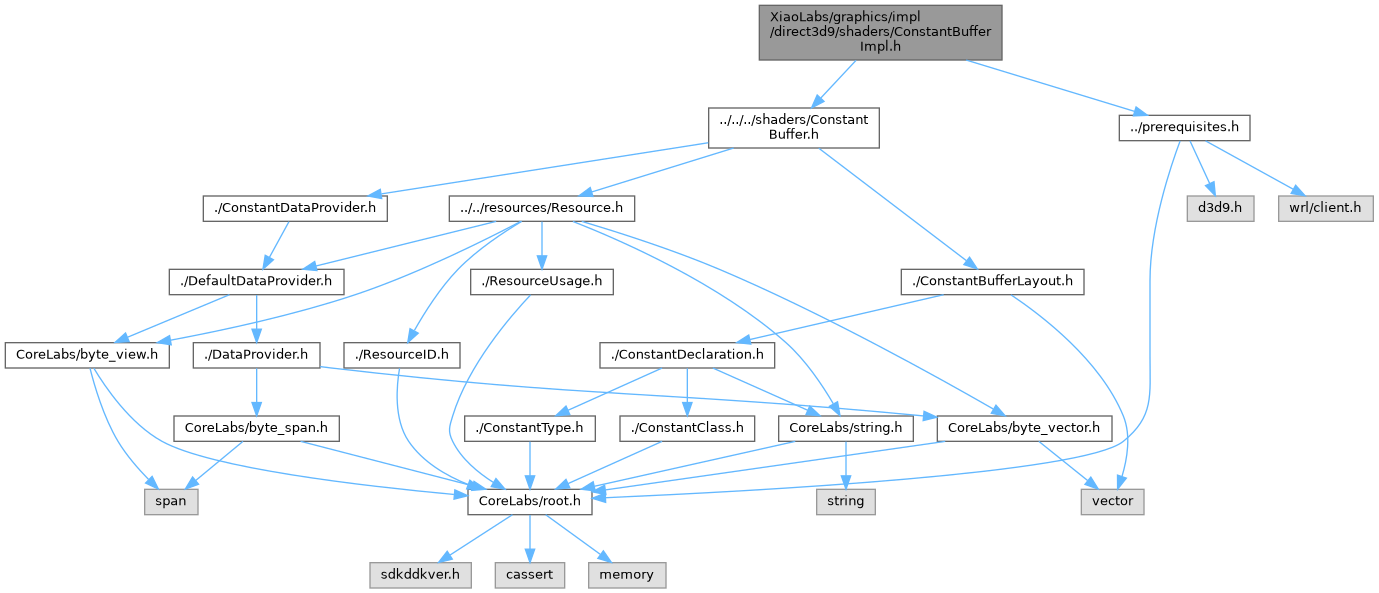 XiaoLabs/graphics/impl
/direct3d9/shaders/ConstantBuffer
Impl.h
../../../shaders/Constant
Buffer.h
../prerequisites.h
./ConstantDataProvider.h
../../resources/Resource.h
d3d9.h
wrl/client.h
./DefaultDataProvider.h
./ResourceUsage.h
./ConstantBufferLayout.h
CoreLabs/byte_view.h
./DataProvider.h
./ResourceID.h
./ConstantDeclaration.h
CoreLabs/byte_span.h
./ConstantType.h
./ConstantClass.h
CoreLabs/string.h
CoreLabs/byte_vector.h
span
CoreLabs/root.h
string
vector
sdkddkver.h
cassert
memory